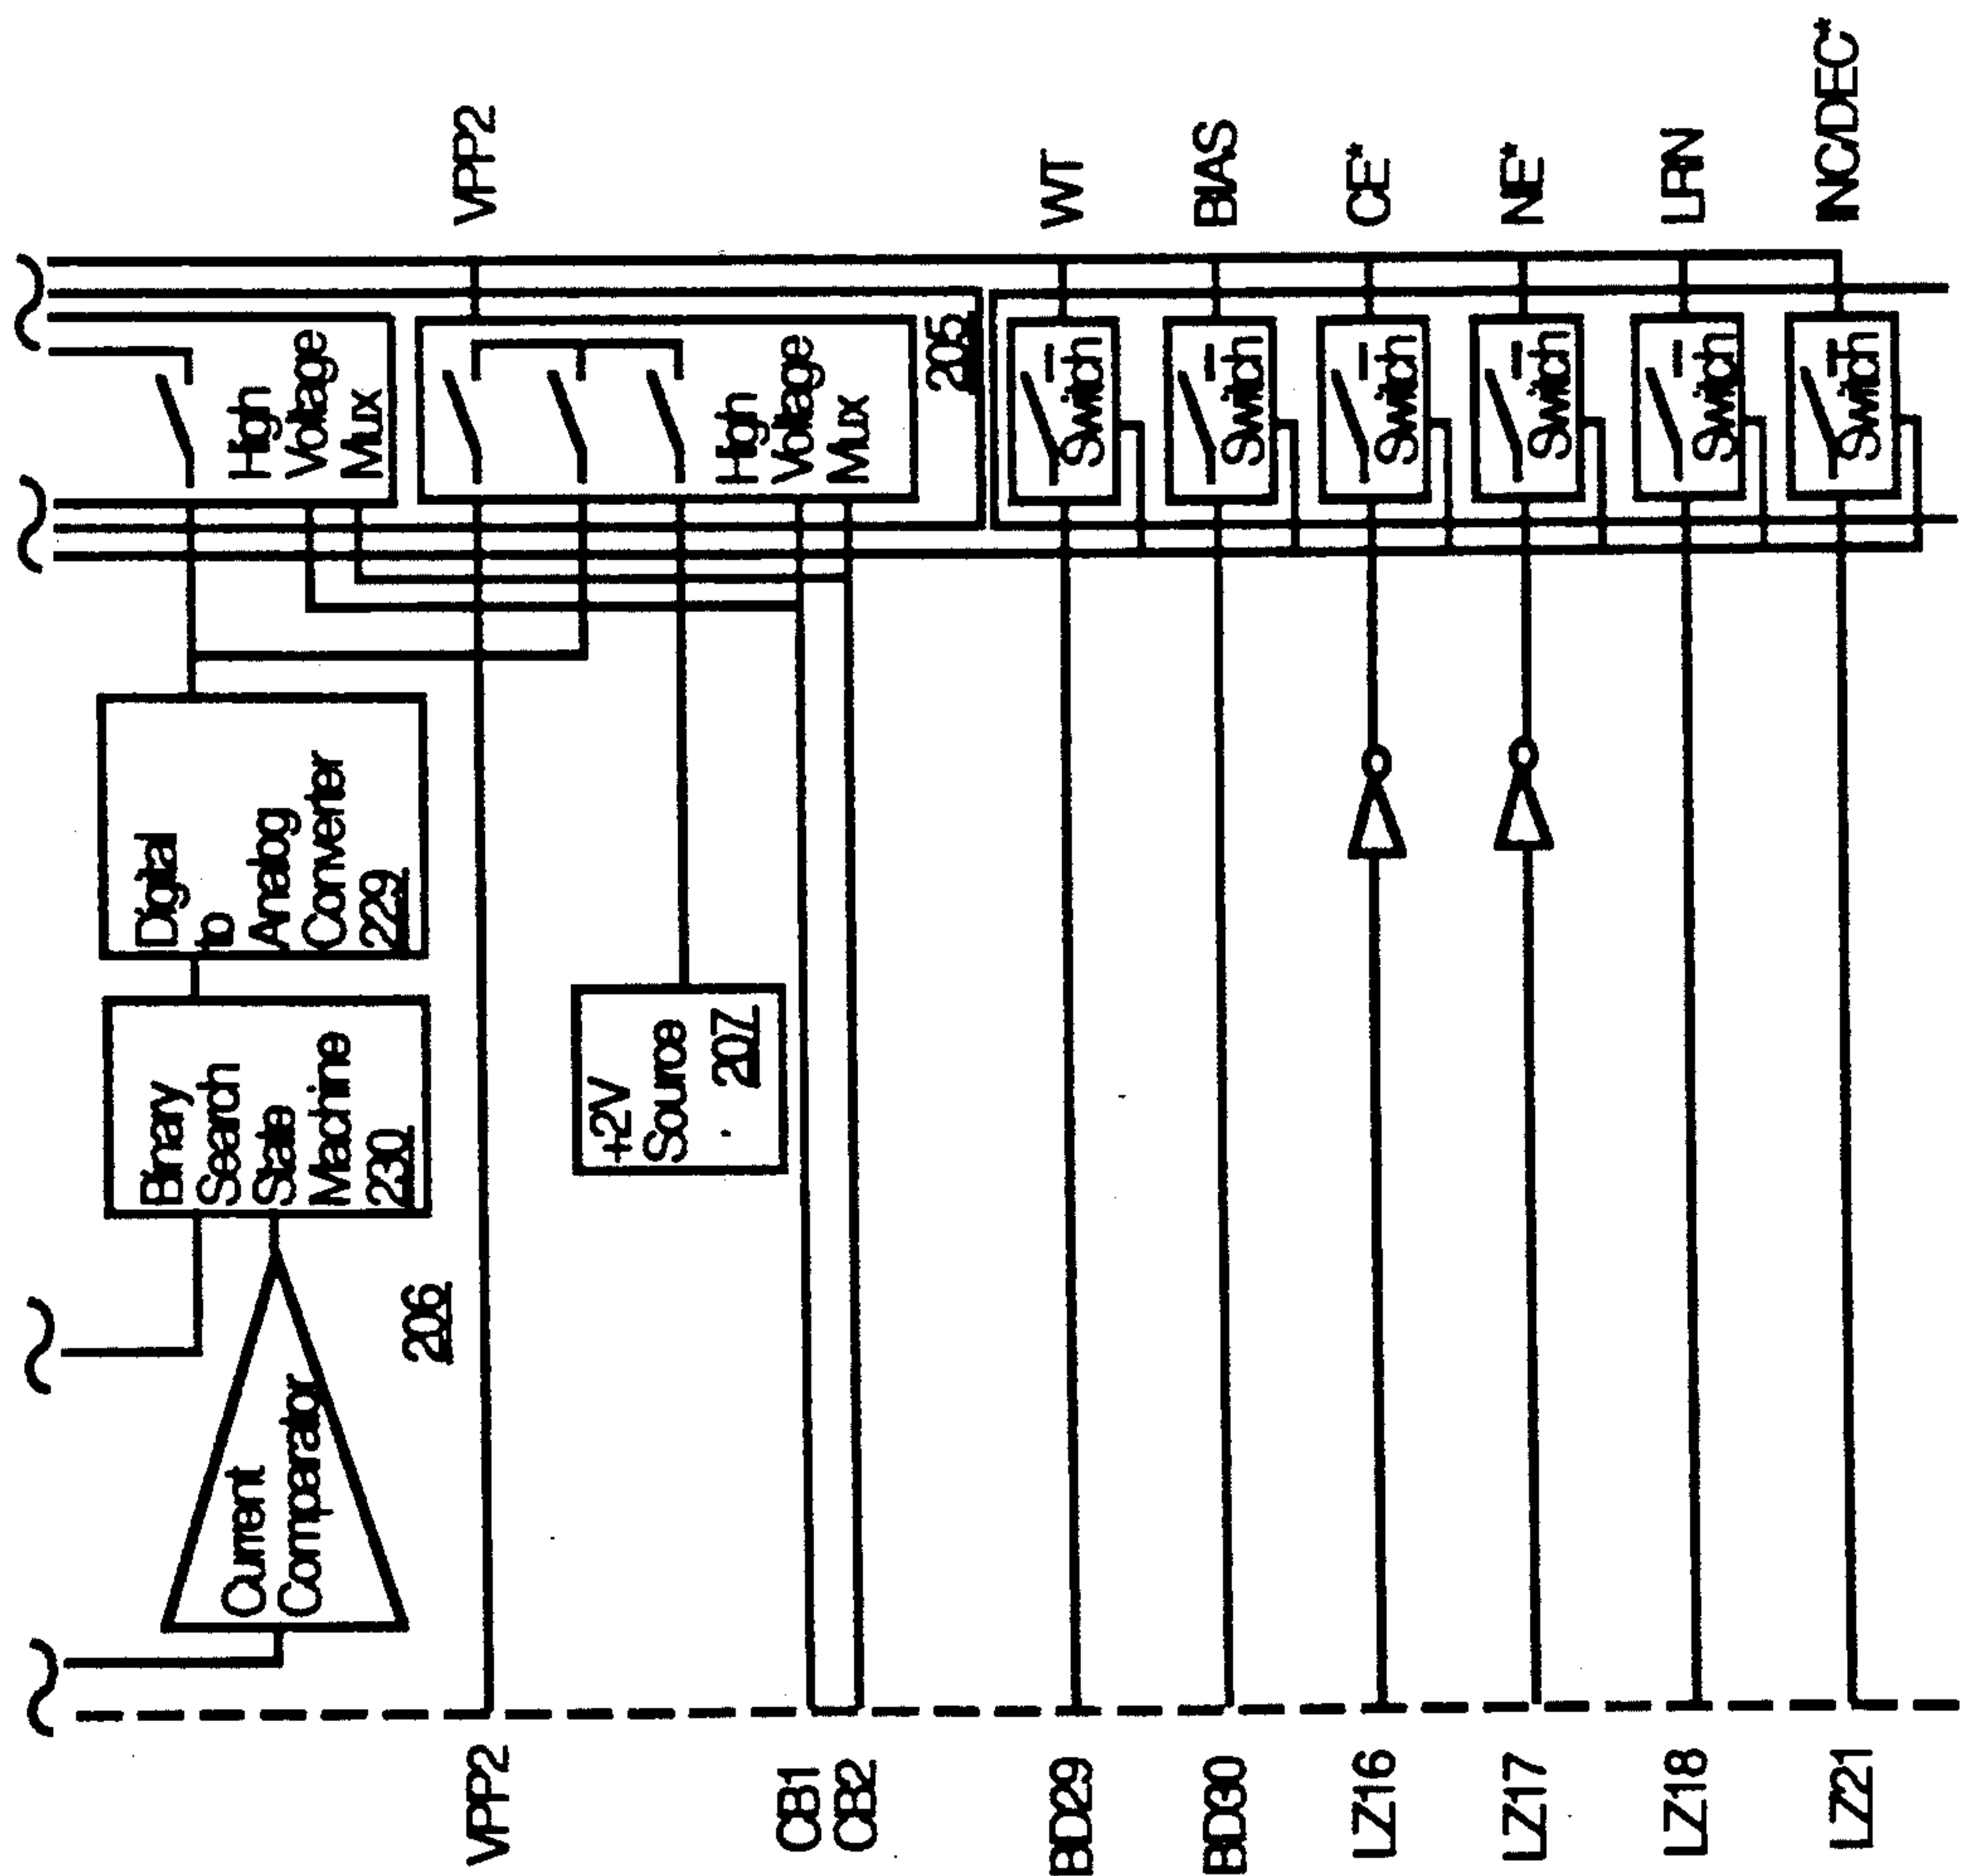 High
Voltage
Mux
VPP2
High
Voltage
Mux
205
Digital
to
Analog
Converter
229
Binary
Search
State
Machine
230
Current
Comparator
206
+2V
Source
207
Switch
WT
Switch
BIAS
Switch
CE*
Switch
NE*
Switch
LRN
Switch
NC/DEC*
VPP2
CB1
CB2
BD29
BD30
LZ16
LZ17
LZ18
LZ21